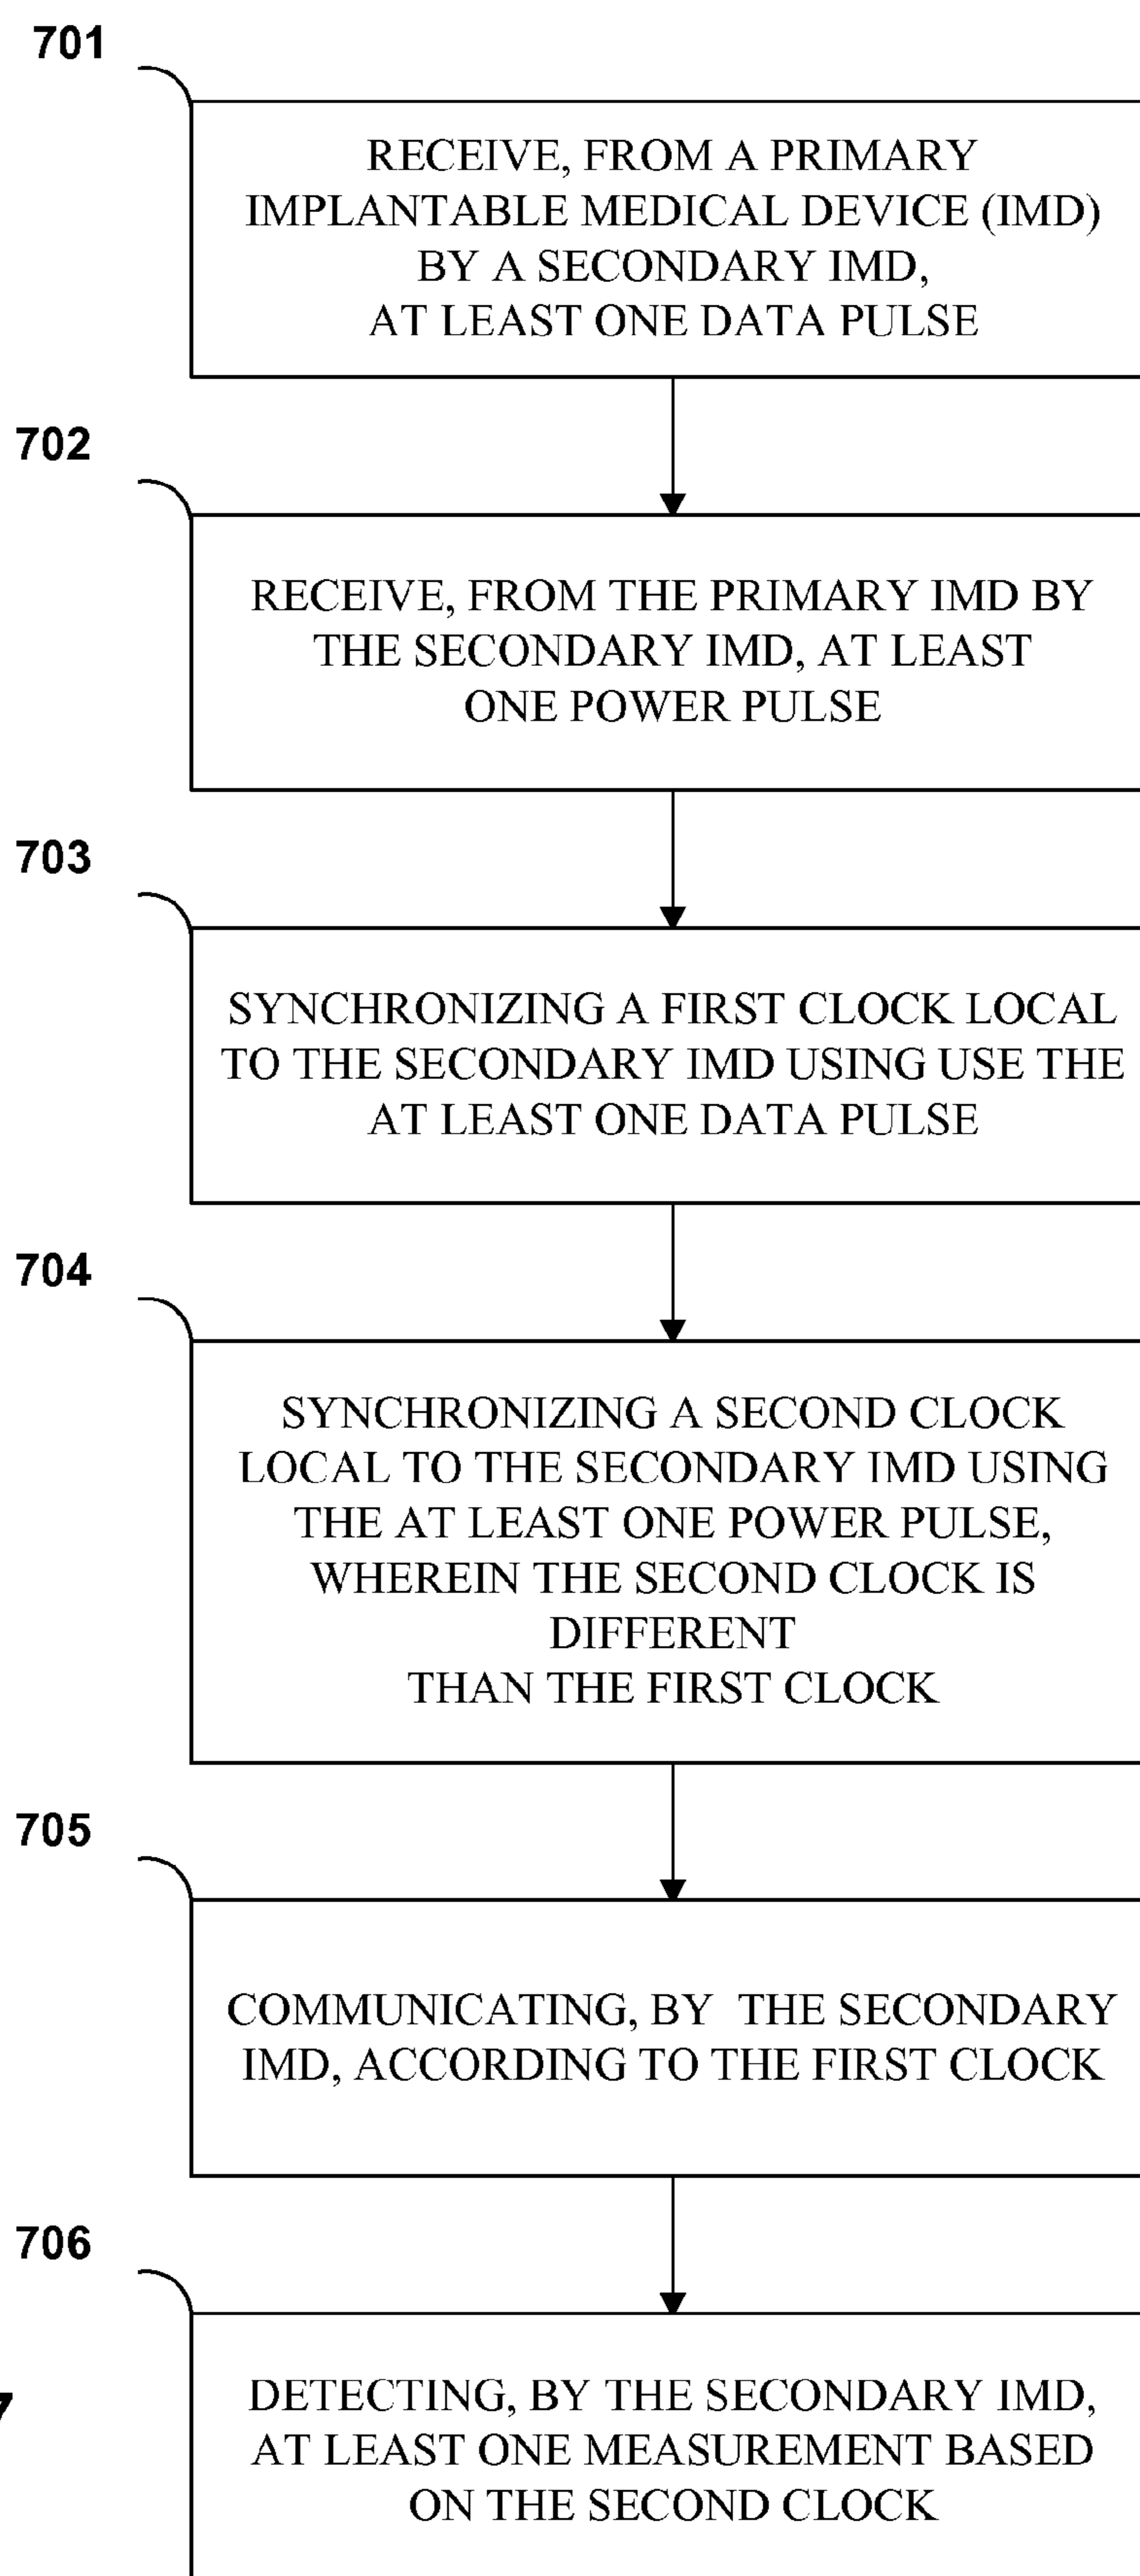 701
RECEIVE, FROM A PRIMARY
IMPLANTABLE MEDICAL DEVICE (IMD)
BY A SECONDARY IMD,
AT LEAST ONE DATA PULSE
702
RECEIVE, FROM THE PRIMARY IMD BY
THE SECONDARY IMD, AT LEAST
ONE POWER PULSE
703
SYNCHRONIZING A FIRST CLOCK LOCAL
TO THE SECONDARY IMD USING USE THE
AT LEAST ONE DATA PULSE
704
SYNCHRONIZING A SECOND CLOCK
LOCAL TO THE SECONDARY IMD USING
THE AT LEAST ONE POWER PULSE,
WHEREIN THE SECOND CLOCK IS
DIFFERENT
THAN THE FIRST CLOCK
705
COMMUNICATING, BY THE SECONDARY
IMD, ACCORDING TO THE FIRST CLOCK
706
DETECTING, BY THE SECONDARY IMD,
AT LEAST ONE MEASUREMENT BASED
ON THE SECOND CLOCK